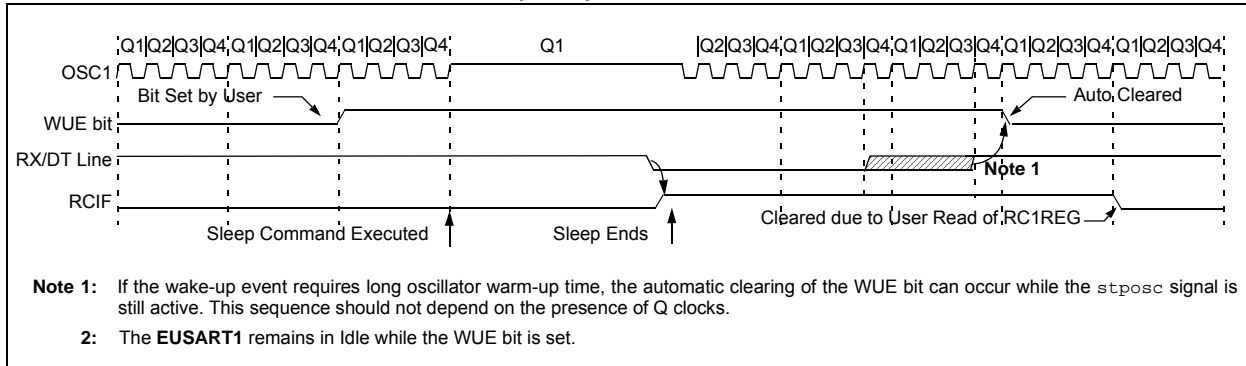 Q1|Q2|Q3|Q4|Q1|Q2|Q3|Q4|Q1|Q2|Q3|Q4 Q1 |Q2|Q3|Q4|Q1|Q2|Q3|Q4|Q1|Q2|Q3|Q4|Q1|Q2|Q3|Q4|Q1|Q2|Q3|Q4
OSC1
Bit Set by User Auto Cleared
WUE bit
RX/DT Line
Note 1
RCIF
Cleared due to User Read of RC1REG
Sleep Command Executed Sleep Ends
Note 1: If the wake-up event requires long oscillator warm-up time, the automatic clearing of the WUE bit can occur while the stposc signal is
still active. This sequence should not depend on the presence of Q clocks.
2: The EUSART1 remains in Idle while the WUE bit is set.